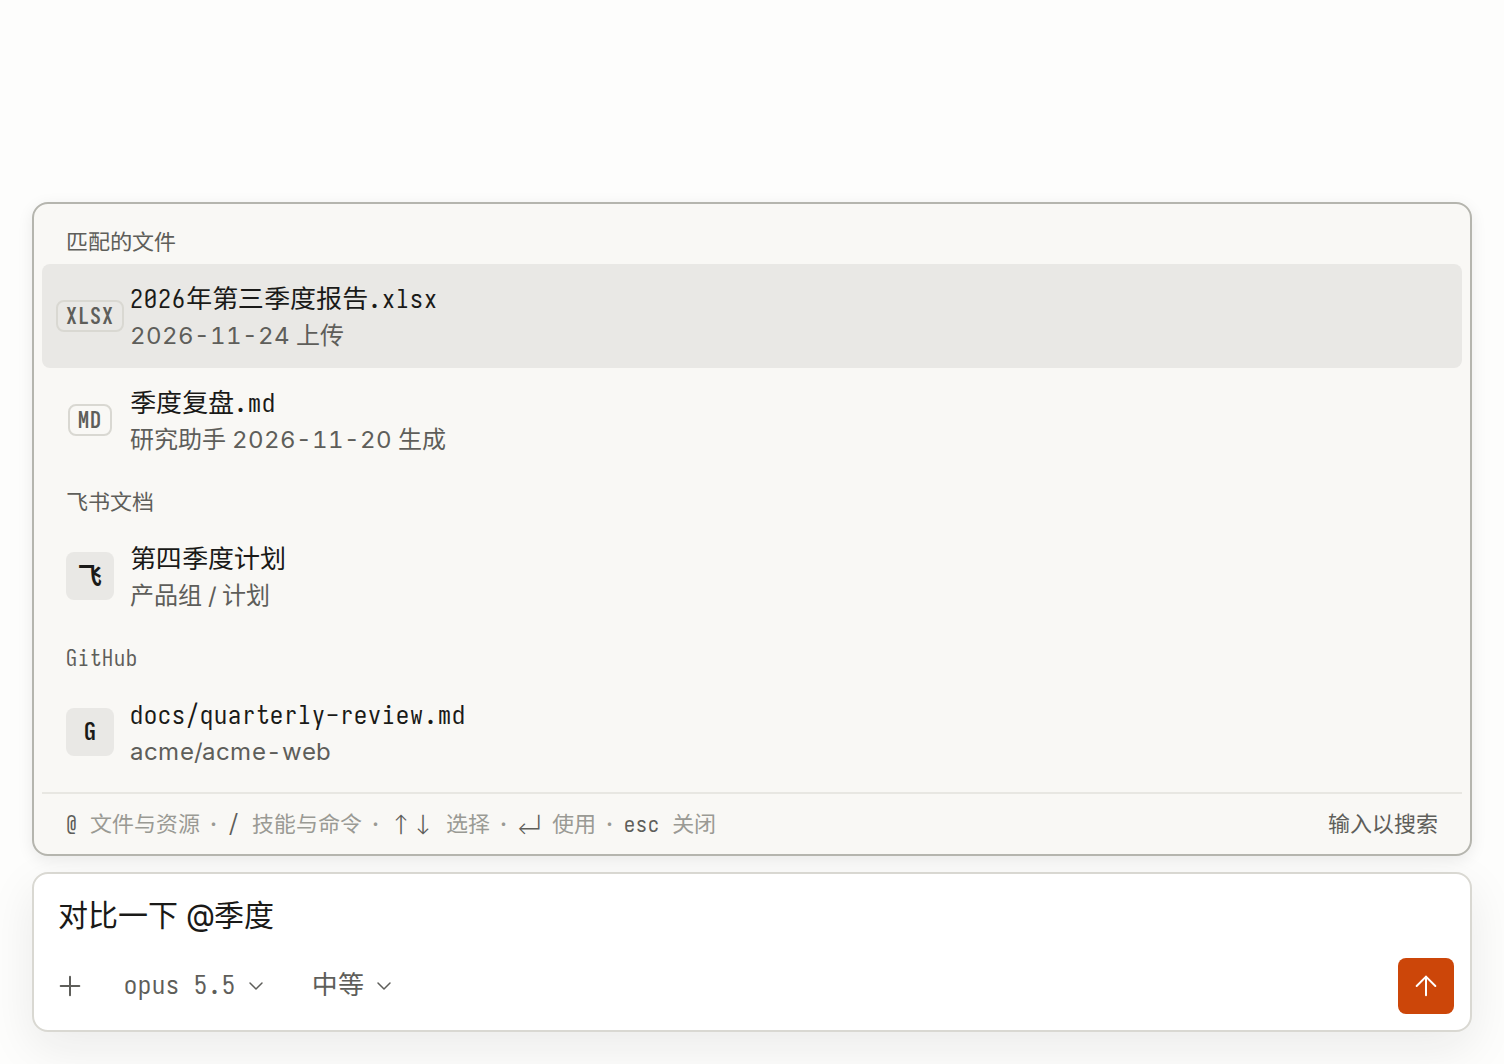 匹配的文件
XLSX
2026年第三季度报告.xlsx
2026-11-24 上传
MD
季度复盘.md
研究助手 2026-11-20 生成
飞书文档
飞
第四季度计划
产品组 / 计划
GitHub
G
docs/quarterly-review.md
acme/acme-web
@ 文件与资源 · / 技能与命令 · ↑↓ 选择 · ↵ 使用 · esc 关闭
输入以搜索
对比一下 @季度
opus 5.5
中等